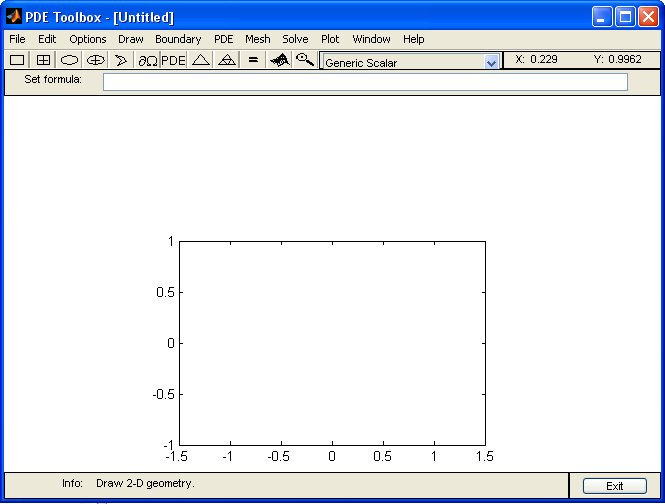 PDE Toolbox - [Untitled]
File Edit Options Draw Boundary PDE Mesh Solve Plot Window Help
∂Ω PDE = Generic Scalar X: 0.229 Y: 0.9962
Set formula:
1
0.5
0
-0.5
-1
-1.5 -1 -0.5 0 0.5 1 1.5
Info: Draw 2-D geometry. Exit